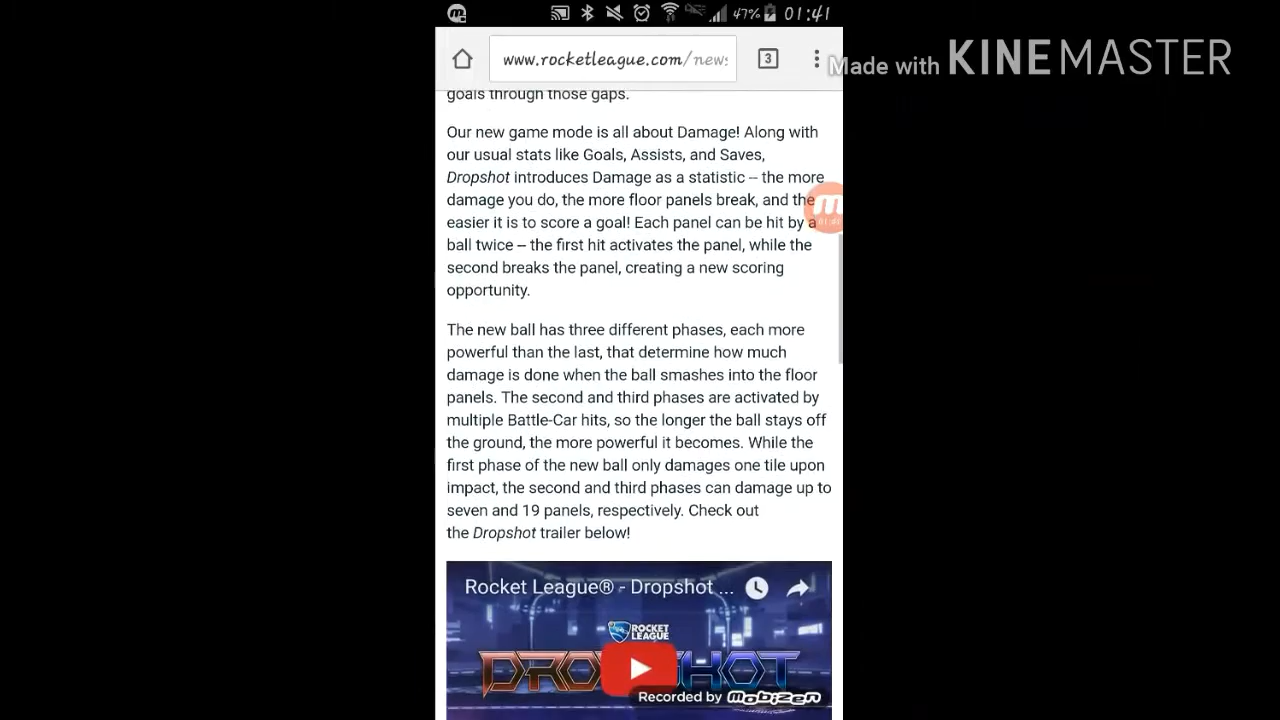 47% 01:41
www.rocketleague.com/news
3
Made with KINEMASTER
goals through those gaps.
Our new game mode is all about Damage! Along with
our usual stats like Goals, Assists, and Saves,
Dropshot introduces Damage as a statistic – the more
damage you do, the more floor panels break, and the
easier it is to score a goal! Each panel can be hit by a
ball twice – the first hit activates the panel, while the
second breaks the panel, creating a new scoring
opportunity.
The new ball has three different phases, each more
powerful than the last, that determine how much
damage is done when the ball smashes into the floor
panels. The second and third phases are activated by
multiple Battle-Car hits, so the longer the ball stays off
the ground, the more powerful it becomes. While the
first phase of the new ball only damages one tile upon
impact, the second and third phases can damage up to
seven and 19 panels, respectively. Check out
the Dropshot trailer below!
Rocket League® - Dropshot ...
ROCKET
LEAGUE
Recorded by mobizen